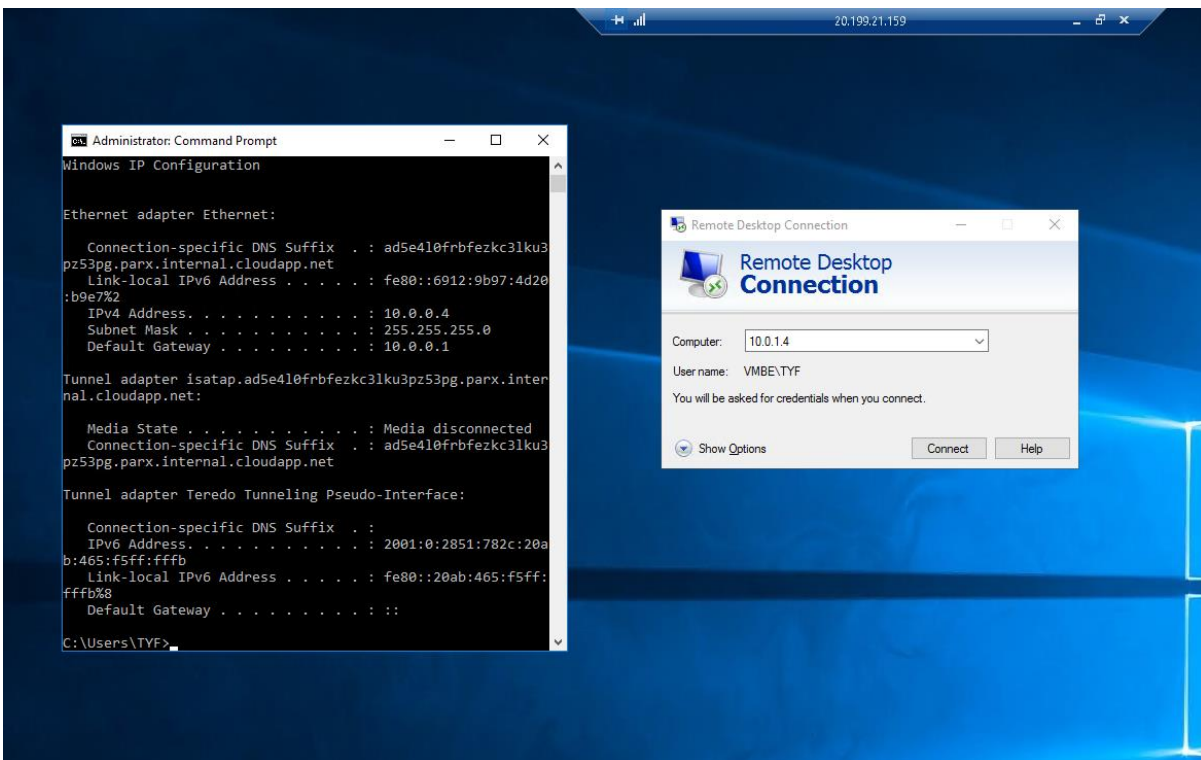 20.199.21.159
Administrator: Command Prompt
Windows IP Configuration
Ethernet adapter Ethernet:
Connection-specific DNS Suffix . : ad5e4l0frbfezkc3lku3
pz53pg.parx.internal.cloudapp.net
Link-local IPv6 Address . . . . . : fe80::6912:9b97:4d20
:b9e7%2
IPv4 Address. . . . . . . . . . . : 10.0.0.4
Subnet Mask . . . . . . . . . . . : 255.255.255.0
Default Gateway . . . . . . . . . : 10.0.0.1
Tunnel adapter isatap.ad5e4l0frbfezkc3lku3pz53pg.parx.inter
nal.cloudapp.net:
Media State . . . . . . . . . . . : Media disconnected
Connection-specific DNS Suffix . : ad5e4l0frbfezkc3lku3
pz53pg.parx.internal.cloudapp.net
Tunnel adapter Teredo Tunneling Pseudo-Interface:
Connection-specific DNS Suffix . :
IPv6 Address. . . . . . . . . . . : 2001:0:2851:782c:20a
b:465:f5ff:fffb
Link-local IPv6 Address . . . . . : fe80::20ab:465:f5ff:
fffb%8
Default Gateway . . . . . . . . . : ::
C:\Users\TYF>
Remote Desktop Connection
Remote Desktop
Connection
Computer: 10.0.1.4
User name: VMBE\TYF
You will be asked for credentials when you connect.
Show Options Connect Help